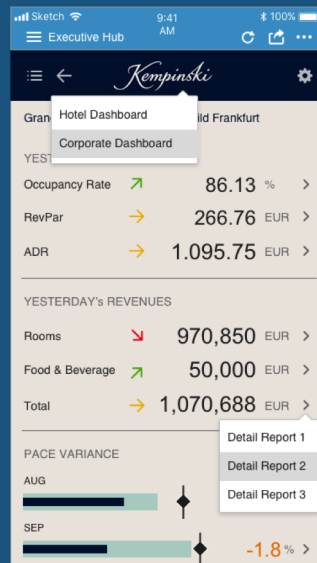 Sketch 9:41 AM 100%
Executive Hub
Kempinski
Hotel Dashboard
Corporate Dashboard
Gran ild Frankfurt
YEST
Occupancy Rate 86.13 %
RevPar 266.76 EUR
ADR 1.095.75 EUR
YESTERDAY's REVENUES
Rooms 970,850 EUR
Food & Beverage 50,000 EUR
Total 1,070,688 EUR
Detail Report 1
Detail Report 2
Detail Report 3
PACE VARIANCE
AUG
SEP
-1.8 %